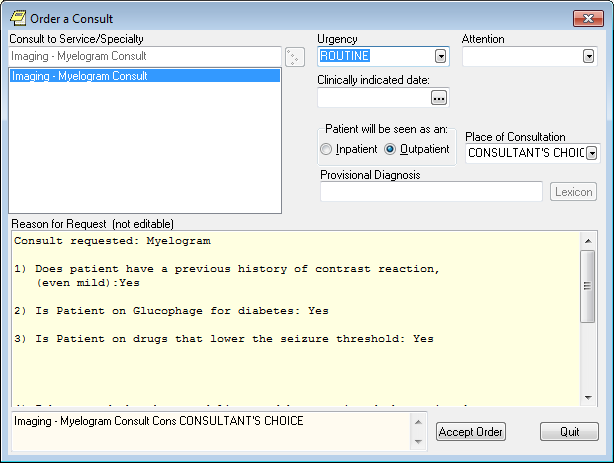 Order a Consult
Consult to Service/Specialty
Imaging - Myelogram Consult
Imaging - Myelogram Consult
Urgency
ROUTINE
Attention
Clinically indicated date:
...
Patient will be seen as an:
Inpatient
Outpatient
Place of Consultation
CONSULTANT'S CHOIC
Provisional Diagnosis
Lexicon
Reason for Request (not editable)
Consult requested: Myelogram
1) Does patient have a previous history of contrast reaction,
(even mild):Yes
2) Is Patient on Glucophage for diabetes: Yes
3) Is Patient on drugs that lower the seizure threshold: Yes
Imaging - Myelogram Consult Cons CONSULTANT'S CHOICE
Accept Order
Quit